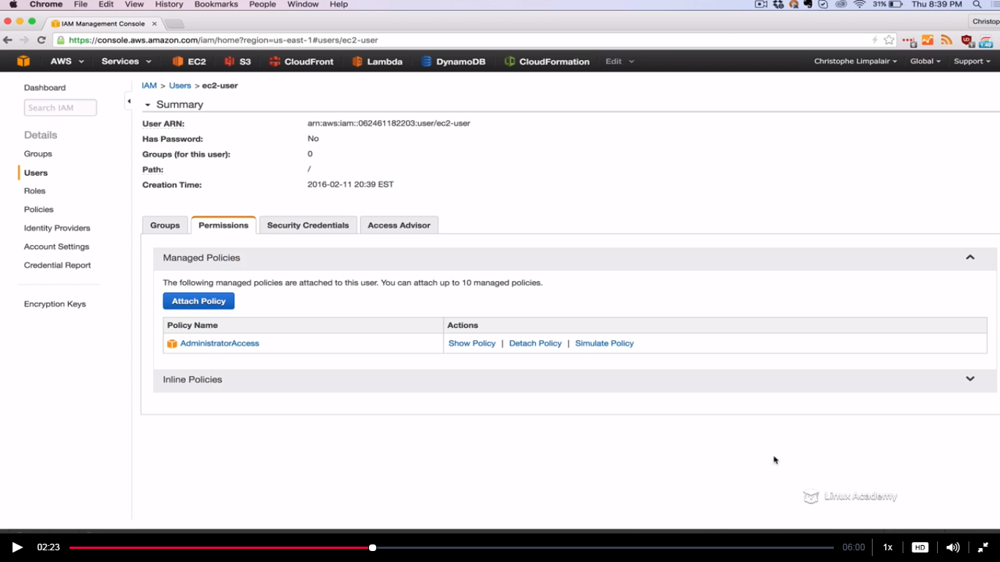 Chrome File Edit View History Bookmarks People Window Help 31% Thu 8:39 PM
IAM Management Console
Christop
https://console.aws.amazon.com/iam/home?region=us-east-1#users/ec2-user
AWS Services EC2 S3 CloudFront Lambda DynamoDB CloudFormation Edit Christophe Limpalair Global Support
Dashboard
Search IAM
Details
Groups
Users
Roles
Policies
Identity Providers
Account Settings
Credential Report
Encryption Keys
IAM > Users > ec2-user
Summary
User ARN: arn:aws:iam::062461182203:user/ec2-user
Has Password: No
Groups (for this user): 0
Path: /
Creation Time: 2016-02-11 20:39 EST
Groups Permissions Security Credentials Access Advisor
Managed Policies
The following managed policies are attached to this user. You can attach up to 10 managed policies.
Attach Policy
Policy Name Actions
AdministratorAccess Show Policy | Detach Policy | Simulate Policy
Inline Policies
Linux Academy
02:23 06:00 1x HD